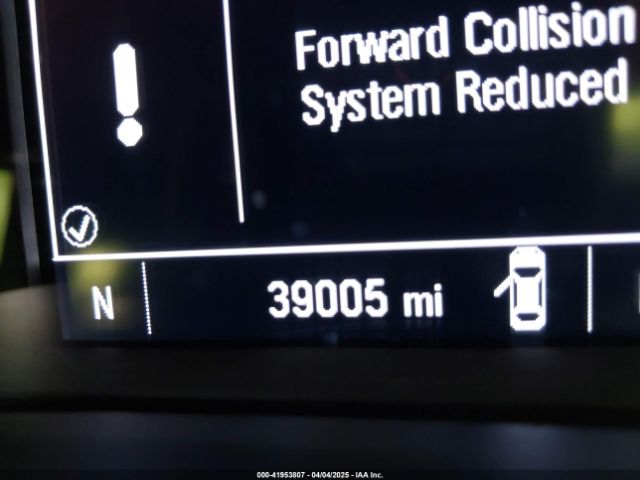 Forward Collision
System Reduced
N
39005 mi
000-41953807 - 04/04/2025 - IAA Inc.